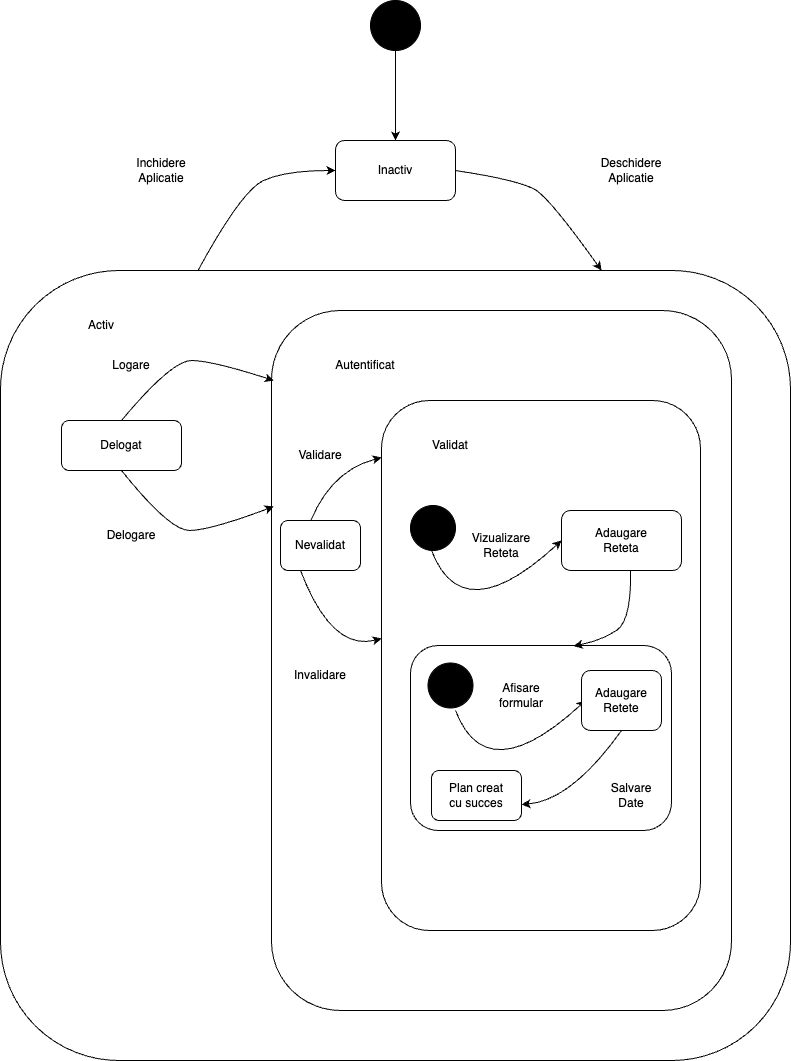 Inchidere
Aplicatie
Inactiv
Deschidere
Aplicatie
Activ
Logare
Autentificat
Delogat
Validare
Validat
Delogare
Nevalidat
Vizualizare
Reteta
Adaugare
Reteta
Invalidare
Afisare
formular
Adaugare
Retete
Plan creat
cu succes
Salvare
Date